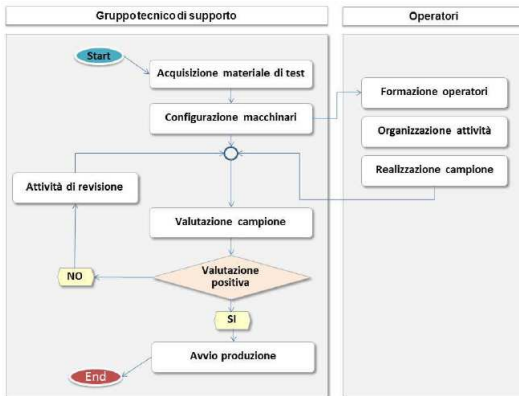 Gruppo tecnico di supporto
Operatori
Start
Acquisizione materiale di test
Configurazione macchinari
Formazione operatori
Organizzazione attività
Realizzazione campione
Attività di revisione
Valutazione campione
Valutazione
positiva
NO
SI
Avvio produzione
End